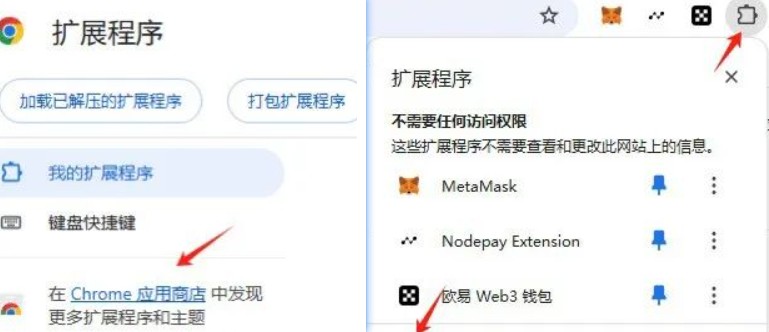 扩展程序
加载已解压的扩展程序
打包扩展程序
我的扩展程序
键盘快捷键
在 Chrome 应用商店 中发现
更多扩展程序和主题
扩展程序
不需要任何访问权限
这些扩展程序不需要查看和更改此网站上的信息。
MetaMask
Nodepay Extension
欧易 Web3 钱包